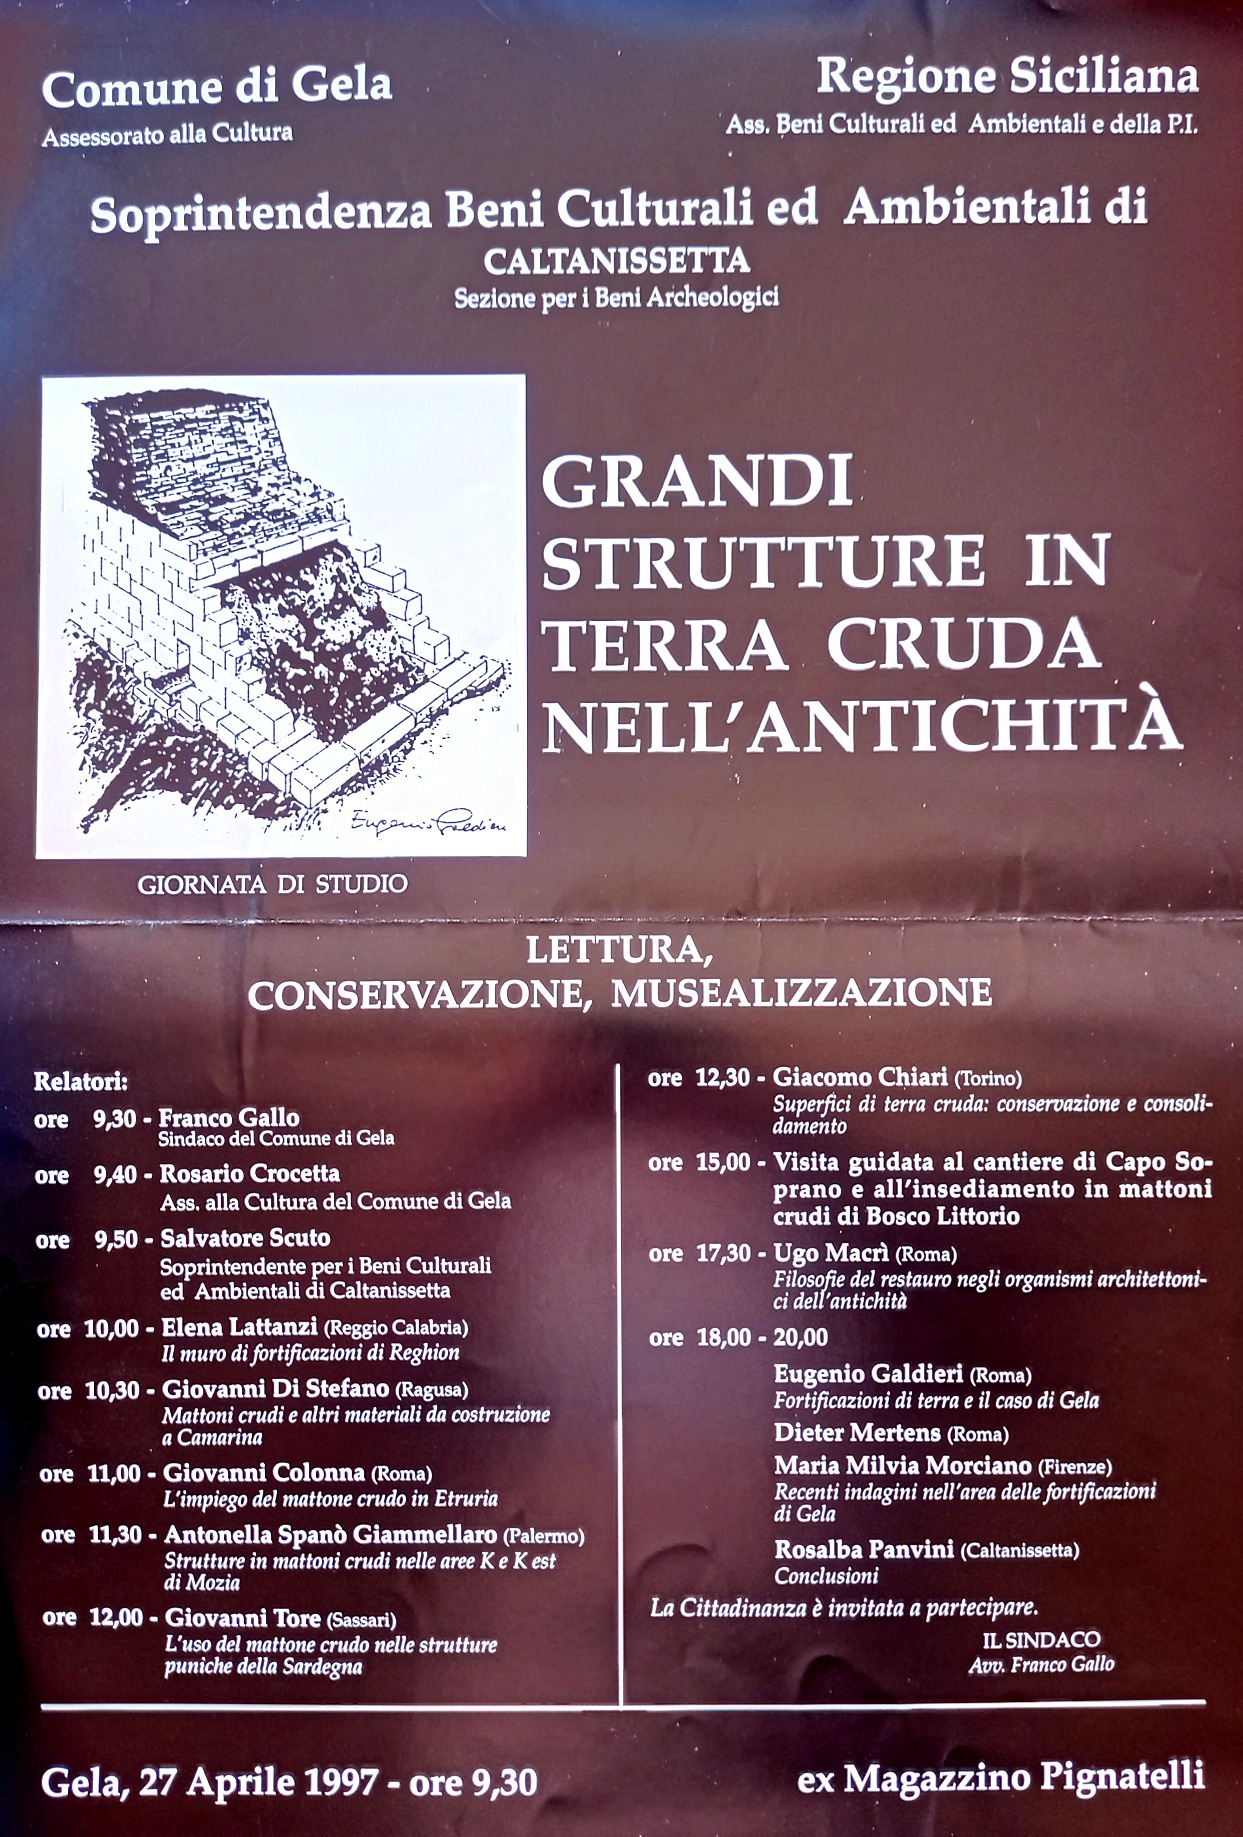 Comune di Gela
Assessorato alla Cultura
Regione Siciliana
Ass. Beni Culturali ed Ambientali e della P.I.
Soprintendenza Beni Culturali ed Ambientali di
CALTANISSETTA
Sezione per i Beni Archeologici
GRANDI
STRUTTURE IN
TERRA CRUDA
NELL'ANTICHITÀ
Eugenio Galdieri
GIORNATA DI STUDIO
LETTURA,
CONSERVAZIONE, MUSEALIZZAZIONE
Relatori:
ore 9,30 - Franco Gallo
Sindaco del Comune di Gela
ore 9,40 - Rosario Crocetta
Ass. alla Cultura del Comune di Gela
ore 9,50 - Salvatore Scuto
Soprintendente per i Beni Culturali
ed Ambientali di Caltanissetta
ore 10,00 - Elena Lattanzi (Reggio Calabria)
Il muro di fortificazioni di Reghion
ore 10,30 - Giovanni Di Stefano (Ragusa)
Mattoni crudi e altri materiali da costruzione
a Camarina
ore 11,00 - Giovanni Colonna (Roma)
L'impiego del mattone crudo in Etruria
ore 11,30 - Antonella Spanò Giammellaro (Palermo)
Strutture in mattoni crudi nelle aree K e K est
di Mozia
ore 12,00 - Giovanni Tore (Sassari)
L'uso del mattone crudo nelle strutture
puniche della Sardegna
ore 12,30 - Giacomo Chiari (Torino)
Superfici di terra cruda: conservazione e consoli-
damento
ore 15,00 - Visita guidata al cantiere di Capo So-
prano e all'insediamento in mattoni
crudi di Bosco Littorio
ore 17,30 - Ugo Macrì (Roma)
Filosofie del restauro negli organismi architettoni-
ci dell'antichità
ore 18,00 - 20,00
Eugenio Galdieri (Roma)
Fortificazioni di terra e il caso di Gela
Dieter Mertens (Roma)
Maria Milvia Morciano (Firenze)
Recenti indagini nell'area delle fortificazioni
di Gela
Rosalba Panvini (Caltanissetta)
Conclusioni
La Cittadinanza è invitata a partecipare.
IL SINDACO
Avv. Franco Gallo
Gela, 27 Aprile 1997 - ore 9,30
ex Magazzino Pignatelli